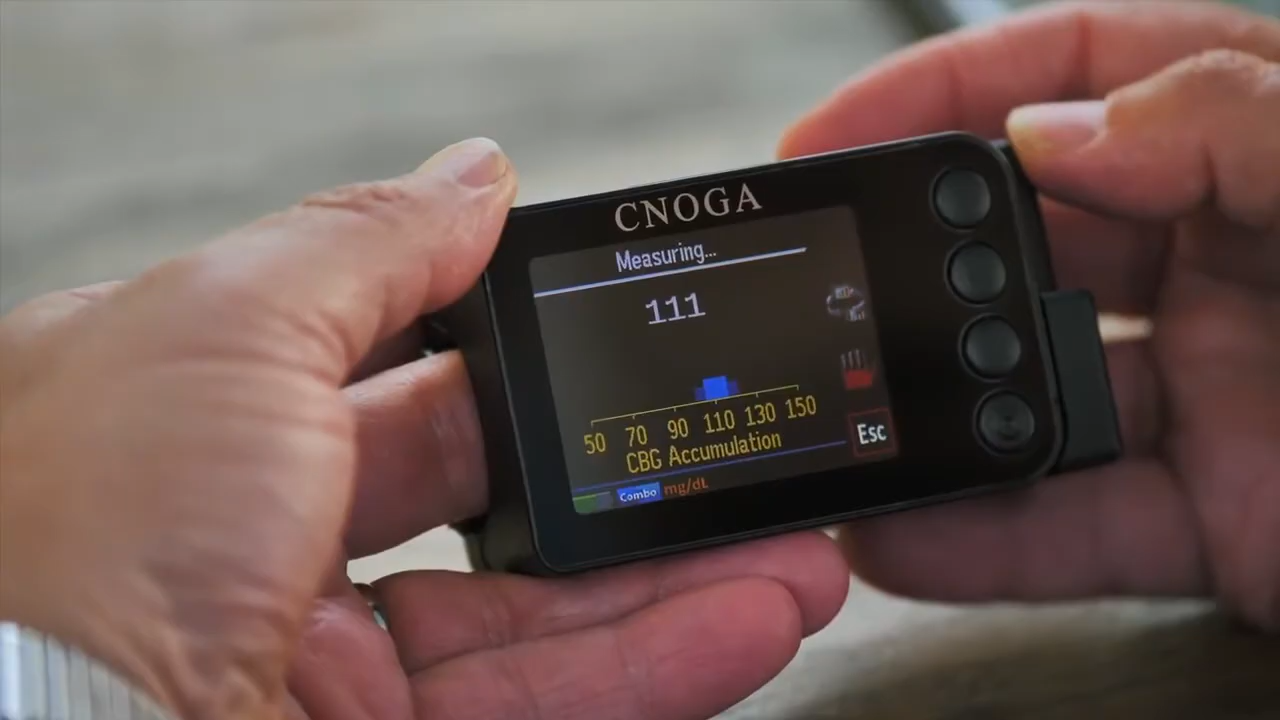 CNOGA
Measuring...
111
50 70 90 110 130 150
CBG Accumulation
Esc
Combo mg/dL